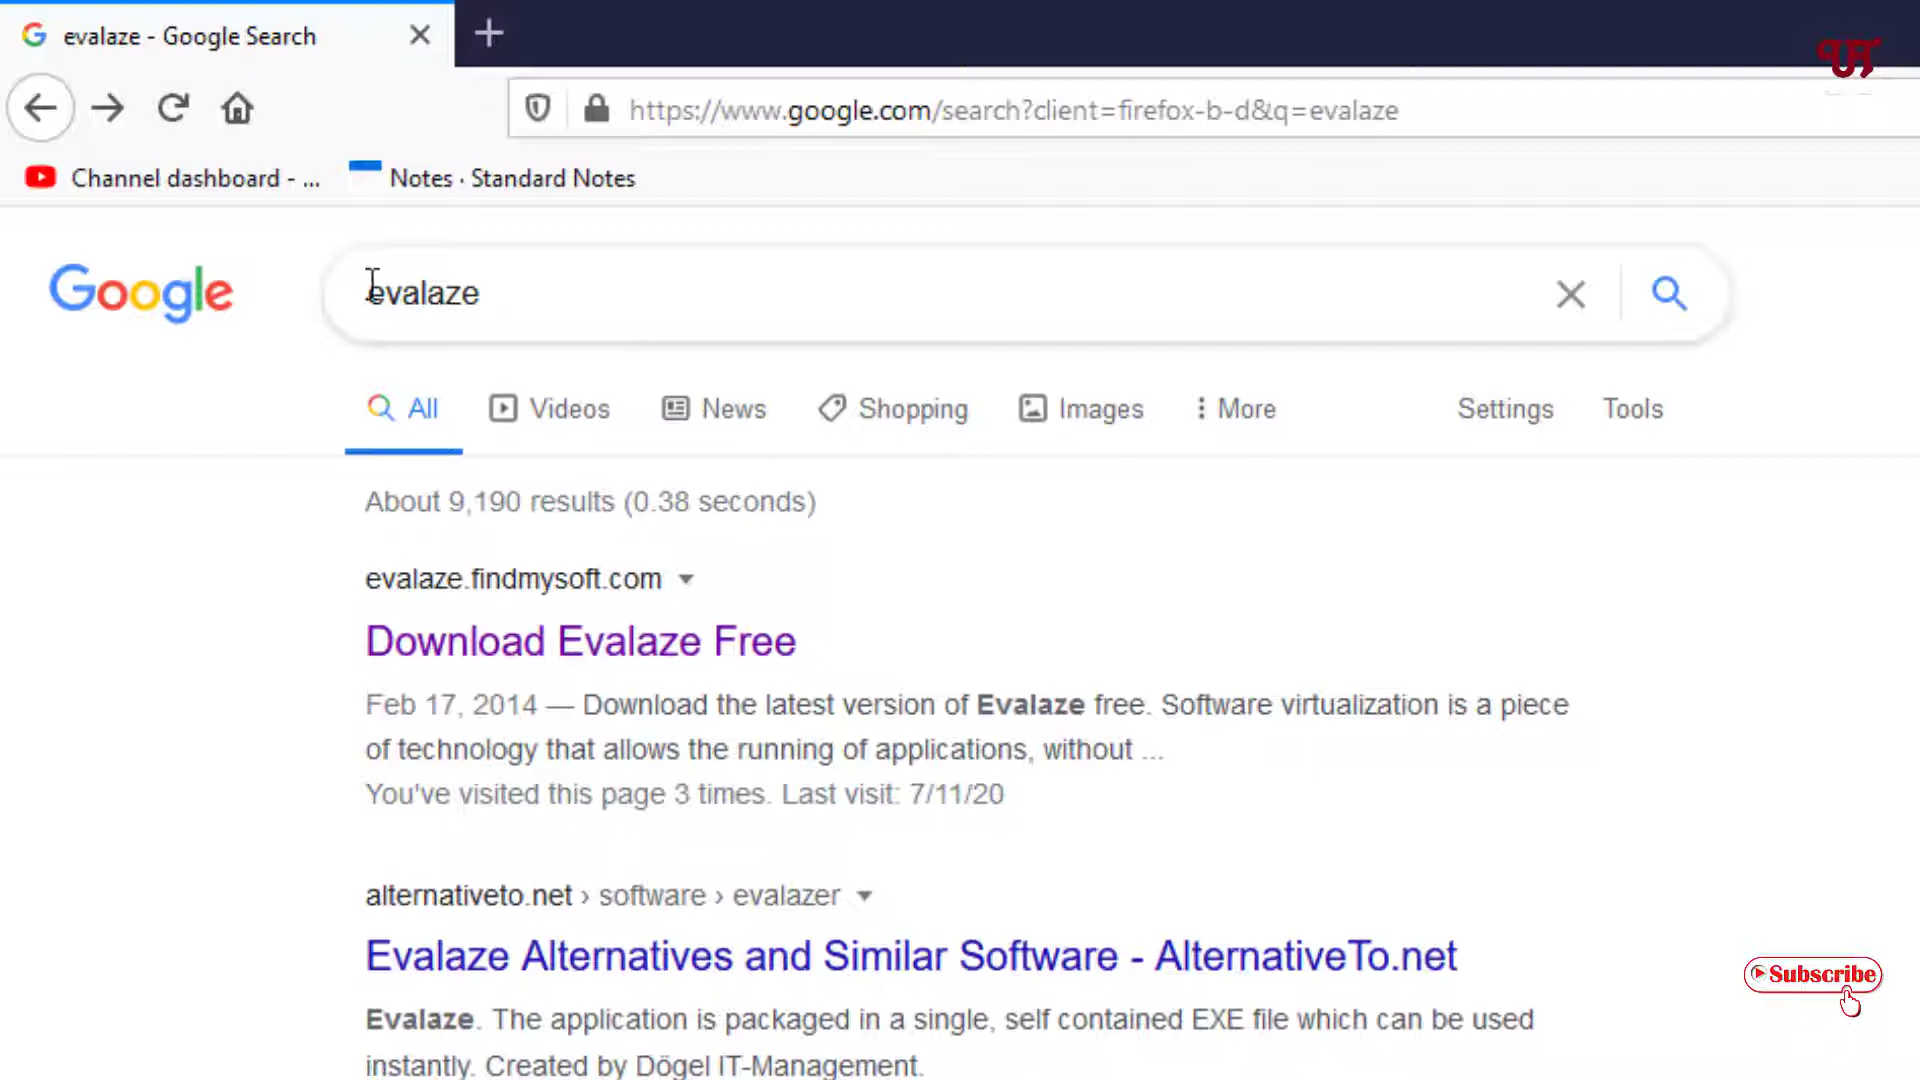 evalaze - Google Search
https://www.google.com/search?client=firefox-b-d&q=evalaze
Channel dashboard - ...
Notes · Standard Notes
Google
evalaze
All
Videos
News
Shopping
Images
More
Settings
Tools
About 9,190 results (0.38 seconds)
evalaze.findmysoft.com
Download Evalaze Free
Feb 17, 2014 — Download the latest version of Evalaze free. Software virtualization is a piece
of technology that allows the running of applications, without ...
You've visited this page 3 times. Last visit: 7/11/20
alternativeto.net › software › evalazer
Evalaze Alternatives and Similar Software - AlternativeTo.net
Evalaze. The application is packaged in a single, self contained EXE file which can be used
instantly. Created by Dögel IT-Management.
Subscribe